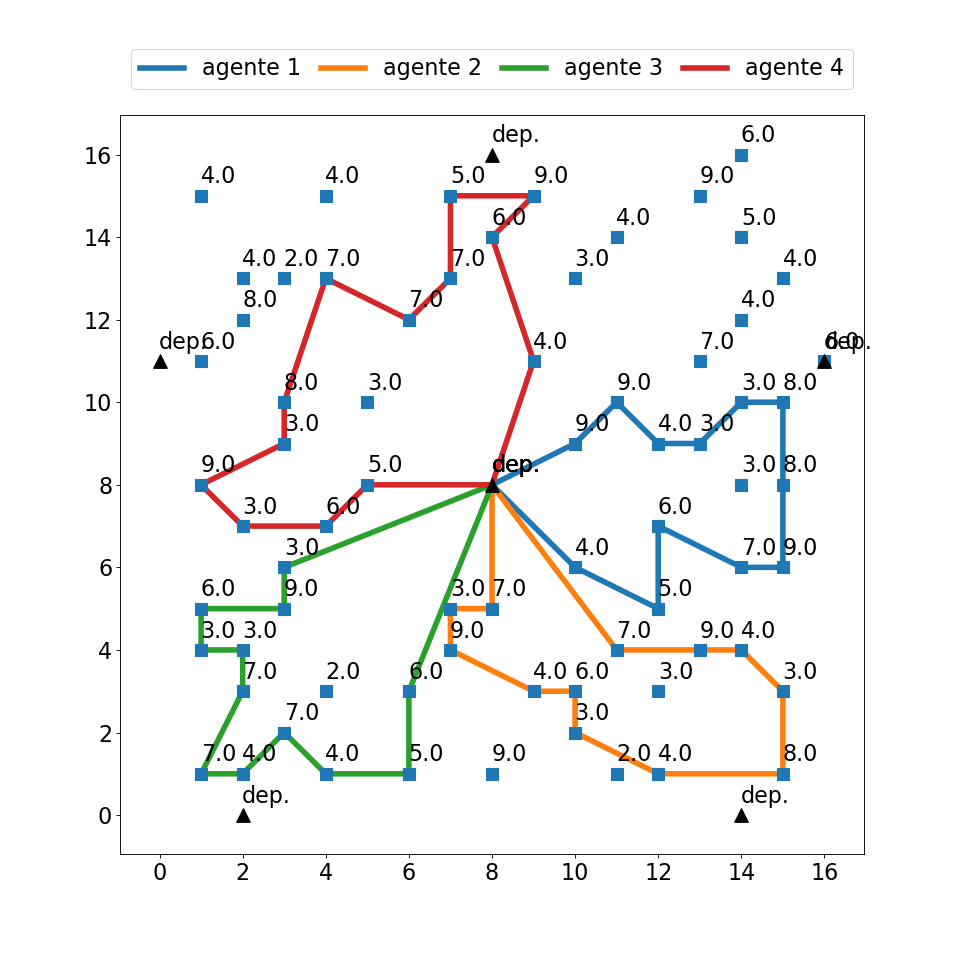 agente 1 agente 2 agente 3 agente 4
dep. 6.0
16
4.0 4.0 5.0 9.0 9.0
6.0 4.0 5.0
14
4.0 2.0 7.0 7.0 3.0 4.0
8.0 7.0 4.0
12
dep. 6.0 4.0 7.0 6.0 dep.
8.0 3.0 9.0 3.0 8.0
10
3.0 9.0 4.0 3.0
9.0 5.0 dep. 3.0 8.0
8
3.0 6.0 6.0
3.0 4.0 7.0 9.0
6
6.0 9.0 3.0 7.0 5.0
3.0 3.0 9.0 7.0 9.0 4.0
4
7.0 2.0 6.0 4.0 6.0 3.0 3.0
7.0 3.0
2
7.0 4.0 4.0 5.0 9.0 2.0 4.0 8.0
dep. dep.
0
0 2 4 6 8 10 12 14 16